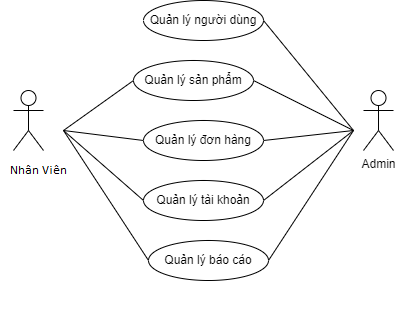 Quản lý người dùng
Quản lý sản phẩm
Quản lý đơn hàng
Nhân Viên
Admin
Quản lý tài khoản
Quản lý báo cáo